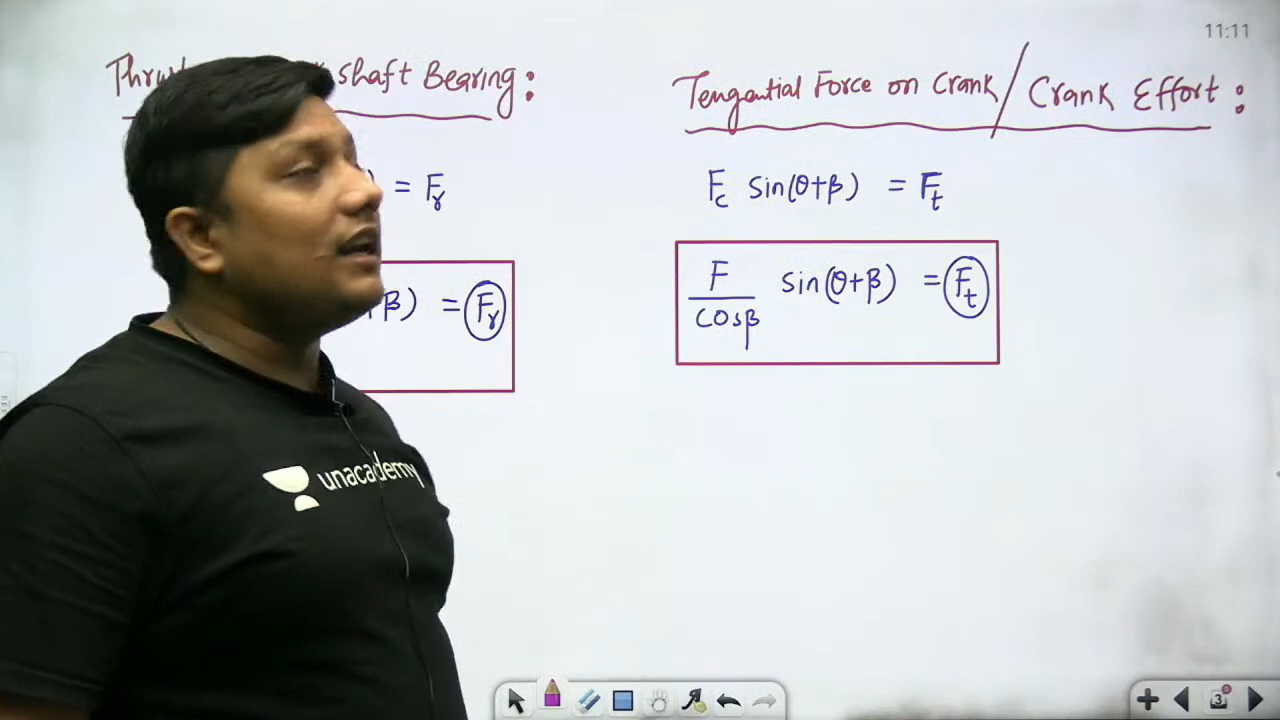 11:11
shaft Bearing:
= Fr
β) = Fr
Tengential Force on Crank / Crank Effort:
Fc sin(θ+β) = Ft
F/cosβ sin(θ+β) = Ft
unacademy
3